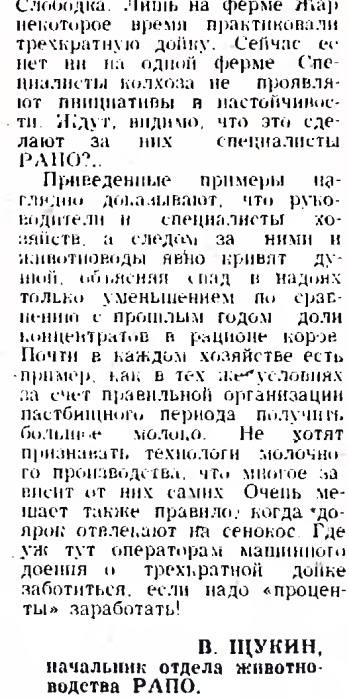 Слободка. Лишь на ферме Жар
некоторое время практиковали
трехкратную дойку. Сейчас ее
нет ни на одной ферме Спе-
циалисты колхоза не проявля-
ют инициативы и настойчивос-
ти. Ждут, видимо, что это сде-
лают за них специалисты
РАПО?..
Приведенные примеры на-
глядно доказывают, что руко-
водители и специалисты хо-
зяйств, а следом за ними и
животноводы явно кривят ду-
шой, объясняя спад в надоях
только уменьшением по срав-
нению с прошлым годом доли
концентратов в рационе коров
Почти в каждом хозяйстве есть
пример, как в тех же условиях
за счет правильной организации
пастбищного периода получить
больше молока. Не хотят
признавать технологи молочно-
го производства, что многое за-
висит от них самих Очень ме-
шает также правило, когда до-
ярок отвлекают на сенокос. Где
уж тут операторам машинного
доения о трехкратной дойке
заботиться, если надо «процен-
ты» заработать!
В. ЩУКИН,
начальник отдела животно-
водства РАПО.